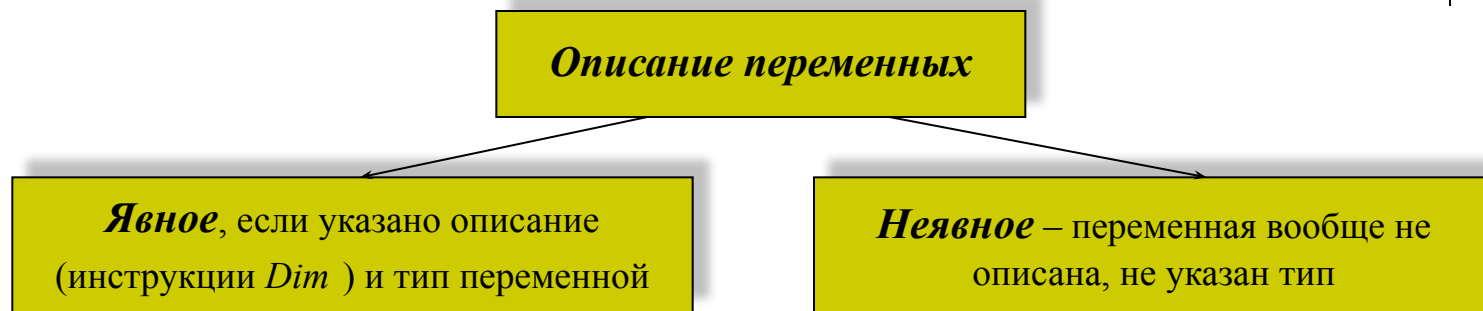 Описание переменных
Явное, если указано описание
(инструкции Dim ) и тип переменной
Неявное – переменная вообще не
описана, не указан тип